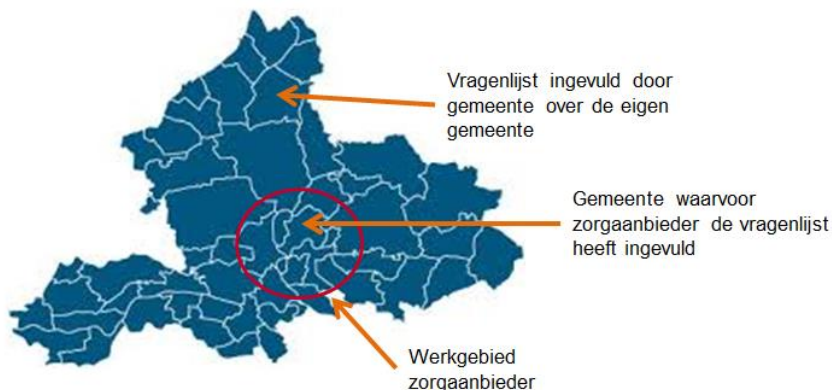 Vragenlijst ingevuld door
gemeente over de eigen
gemeente
Gemeente waarvoor
zorgaanbieder de vragenlijst
heeft ingevuld
Werkgebied
zorgaanbieder